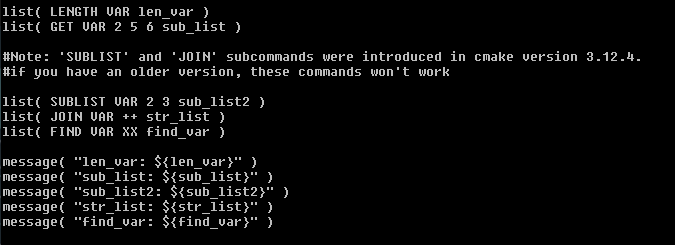 list( LENGTH VAR len_var )
list( GET VAR 2 5 6 sub_list )
#Note: 'SUBLIST' and 'JOIN' subcommands were introduced in cmake version 3.12.4.
#if you have an older version, these commands won't work
list( SUBLIST VAR 2 3 sub_list2 )
list( JOIN VAR ++ str_list )
list( FIND VAR XX find_var )
message( "len_var: ${len_var}" )
message( "sub_list: ${sub_list}" )
message( "sub_list2: ${sub_list2}" )
message( "str_list: ${str_list}" )
message( "find_var: ${find_var}" )